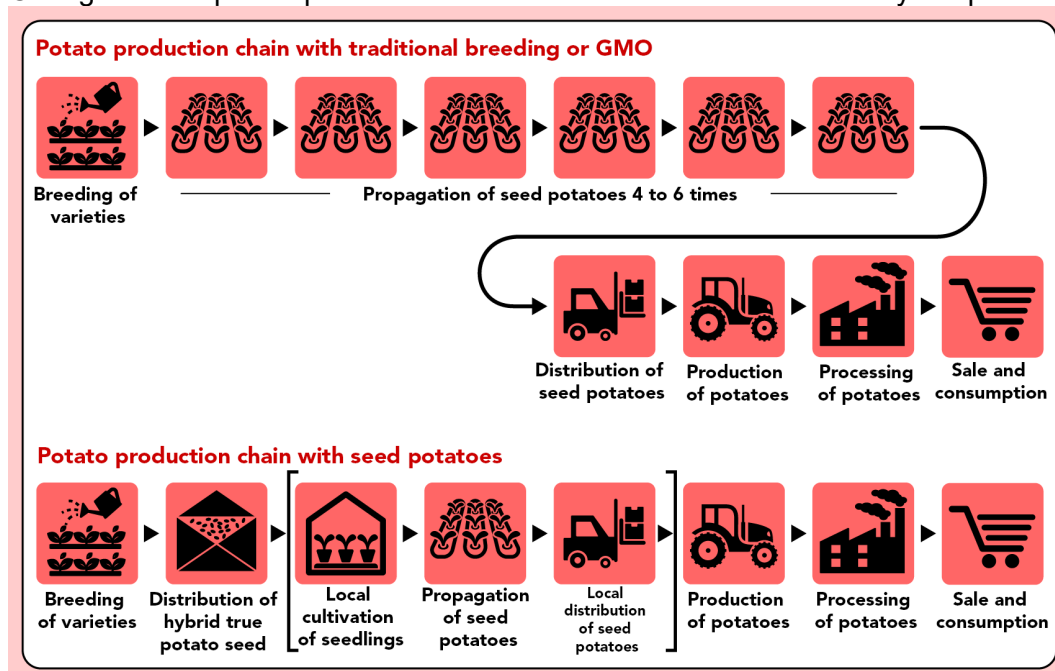 Potato production chain with traditional breeding or GMO
Breeding of
varieties
Propagation of seed potatoes 4 to 6 times
Distribution of
seed potatoes
Production
of potatoes
Processing
of potatoes
Sale and
consumption
Potato production chain with seed potatoes
Breeding
of varieties
Distribution of
hybrid true
potato seed
Local
cultivation
of seedlings
Propagation
of seed
potatoes
Local
distribution
of seed
potatoes
Production
of potatoes
Processing
of potatoes
Sale and
consumption